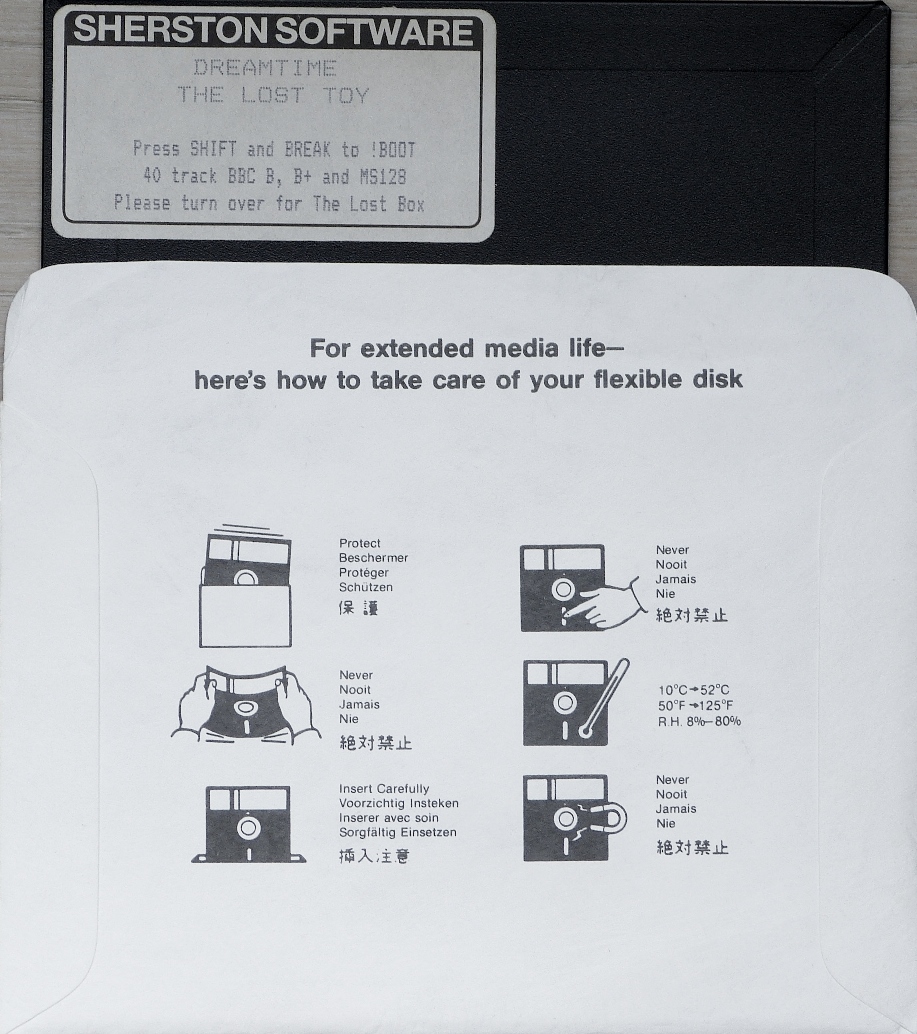 SHERSTON SOFTWARE
DREAMTIME
THE LOST TOY
Press SHIFT and BREAK to !BOOT
40 track BBC B, B+ and MS128
Please turn over for The Lost Box
For extended media life—
here's how to take care of your flexible disk
Protect
Beschermer
Protéger
Schützen
保護
Never
Nooit
Jamais
Nie
絶対禁止
Never
Nooit
Jamais
Nie
絶対禁止
10°C→52°C
50°F→125°F
R.H. 8%–80%
Insert Carefully
Voorzichtig Insteken
Inserer avec soin
Sorgfältig Einsetzen
挿入注意
Never
Nooit
Jamais
Nie
絶対禁止